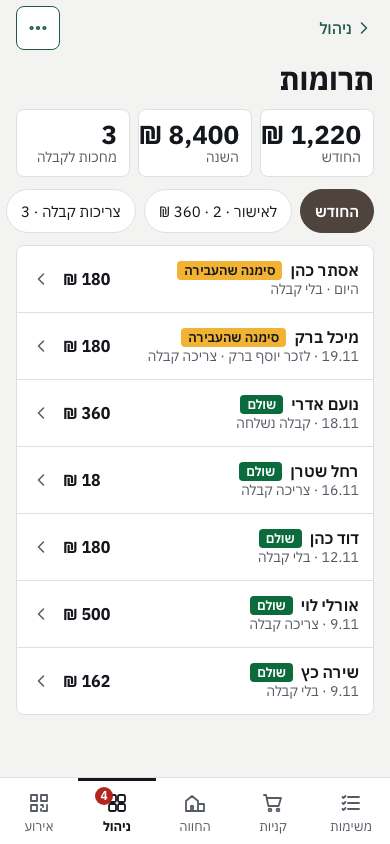 ניהול
תרומות
1,220 ₪
החודש
8,400 ₪
השנה
3
מחכות לקבלה
החודש
לאישור · 2 · 360 ₪
צריכות קבלה · 3
אסתר כהן סימנה שהעבירה
היום · בלי קבלה
180 ₪
מיכל ברק סימנה שהעבירה
19.11 · לזכר יוסף ברק · צריכה קבלה
180 ₪
נועם אדרי שולם
18.11 · קבלה נשלחה
360 ₪
רחל שטרן שולם
16.11 · צריכה קבלה
18 ₪
דוד כהן שולם
12.11 · בלי קבלה
180 ₪
אורלי לוי שולם
9.11 · צריכה קבלה
500 ₪
שירה כץ שולם
9.11 · בלי קבלה
162 ₪
משימות
קניות
החווה
4
ניהול
אירוע